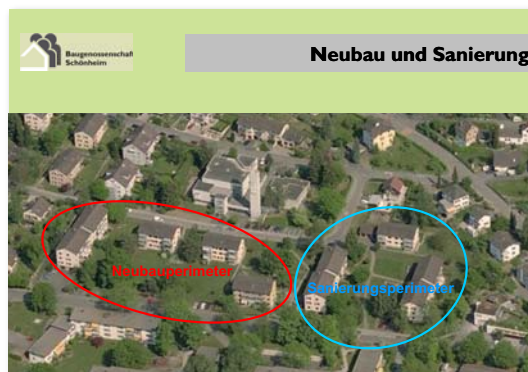 Baugenossenschaft
Schönheim
Neubau und Sanierung
Neubauperimeter
Sanierungsperimeter